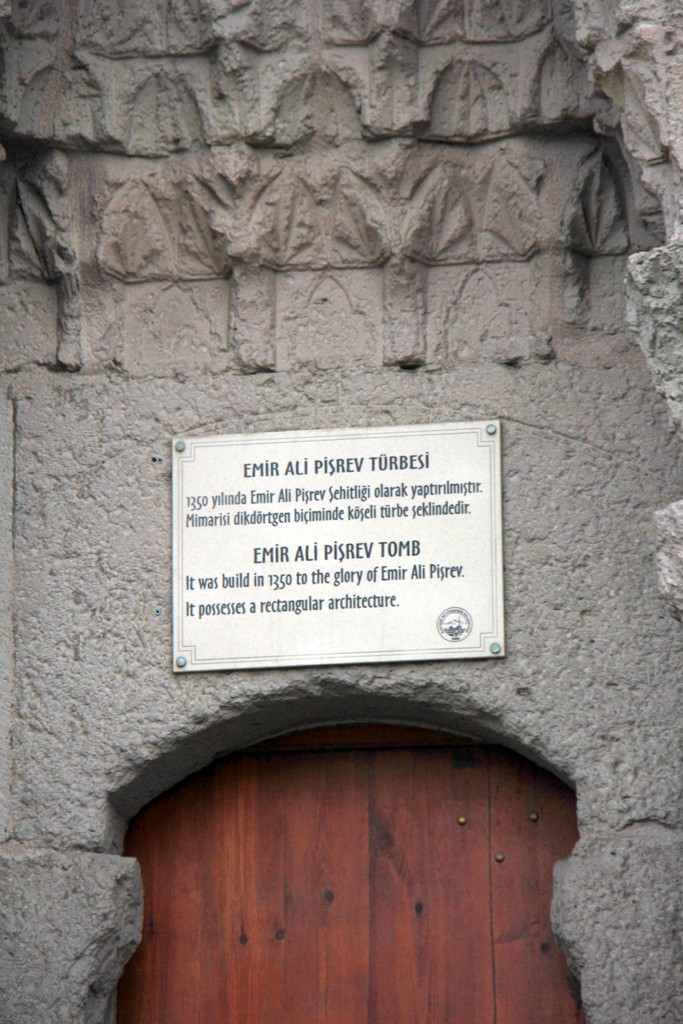 EMİR ALİ PİŞREV TÜRBESİ
1350 yılında Emir Ali Pişrev Şehitliği olarak yaptırılmıştır.
Mimarisi dikdörtgen biçiminde köşeli türbe şeklindedir.
EMİR ALİ PİŞREV TOMB
It was build in 1350 to the glory of Emir Ali Pişrev.
It possesses a rectangular architecture.